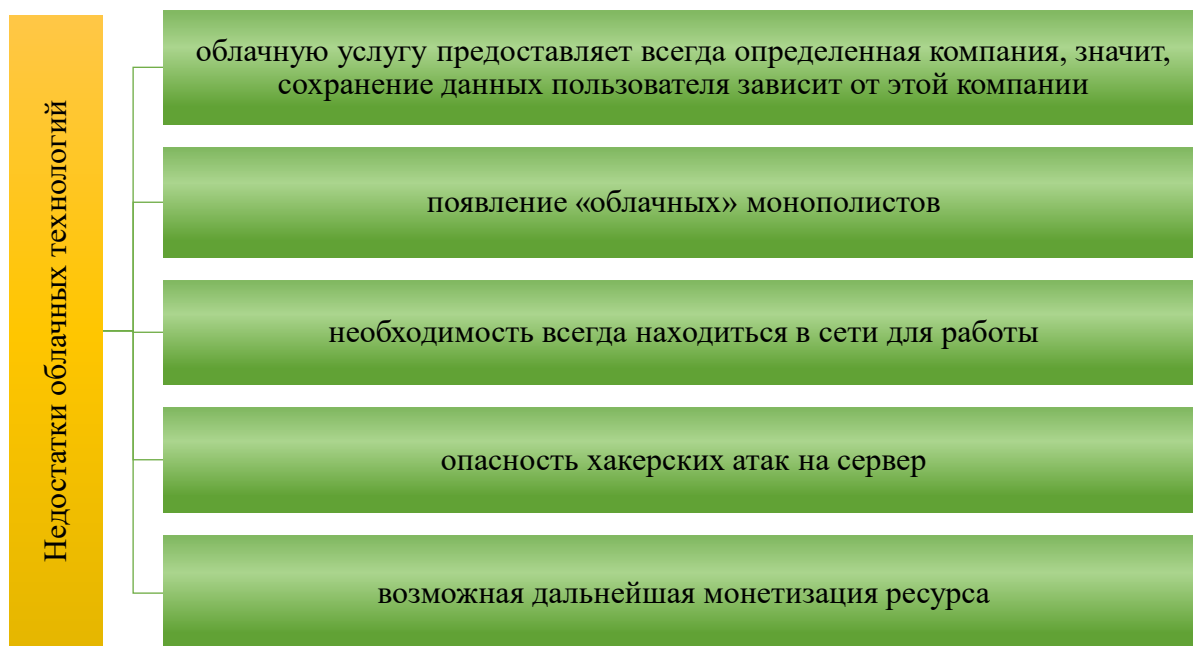 Недостатки облачных технологий
облачную услугу предоставляет всегда определенная компания, значит,
сохранение данных пользователя зависит от этой компании
появление «облачных» монополистов
необходимость всегда находиться в сети для работы
опасность хакерских атак на сервер
возможная дальнейшая монетизация ресурса